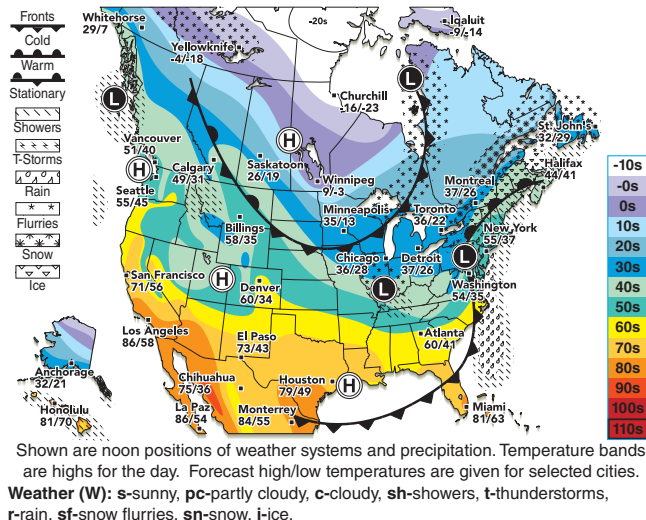 Fronts
Cold
Warm
Stationary
Showers
T-Storms
Rain
Flurries
Snow
Ice
-20s
Whitehorse
29/7
Iqaluit
-9/-14
Yellowknife
-4/-18
Churchill
-16/-23
L
L
St. John's
32/29
Vancouver
51/40
H
Calgary
49/31
H
Saskatoon
26/19
Winnipeg
9/-3
Halifax
44/41
Montreal
37/26
Seattle
55/45
Billings
58/35
Minneapolis
35/13
Toronto
36/22
New York
55/37
Chicago
36/28
Detroit
37/26
L
L
Washington
54/35
San Francisco
71/56
H
Denver
60/34
Los Angeles
86/58
El Paso
73/43
Atlanta
60/41
Anchorage
32/21
Chihuahua
75/36
Houston
79/49
H
Honolulu
81/70
La Paz
86/54
Monterrey
84/55
Miami
81/63
-10s
-0s
0s
10s
20s
30s
40s
50s
60s
70s
80s
90s
100s
110s
Shown are noon positions of weather systems and precipitation. Temperature bands
are highs for the day. Forecast high/low temperatures are given for selected cities.
Weather (W): s-sunny, pc-partly cloudy, c-cloudy, sh-showers, t-thunderstorms,
r-rain, sf-snow flurries, sn-snow, i-ice.